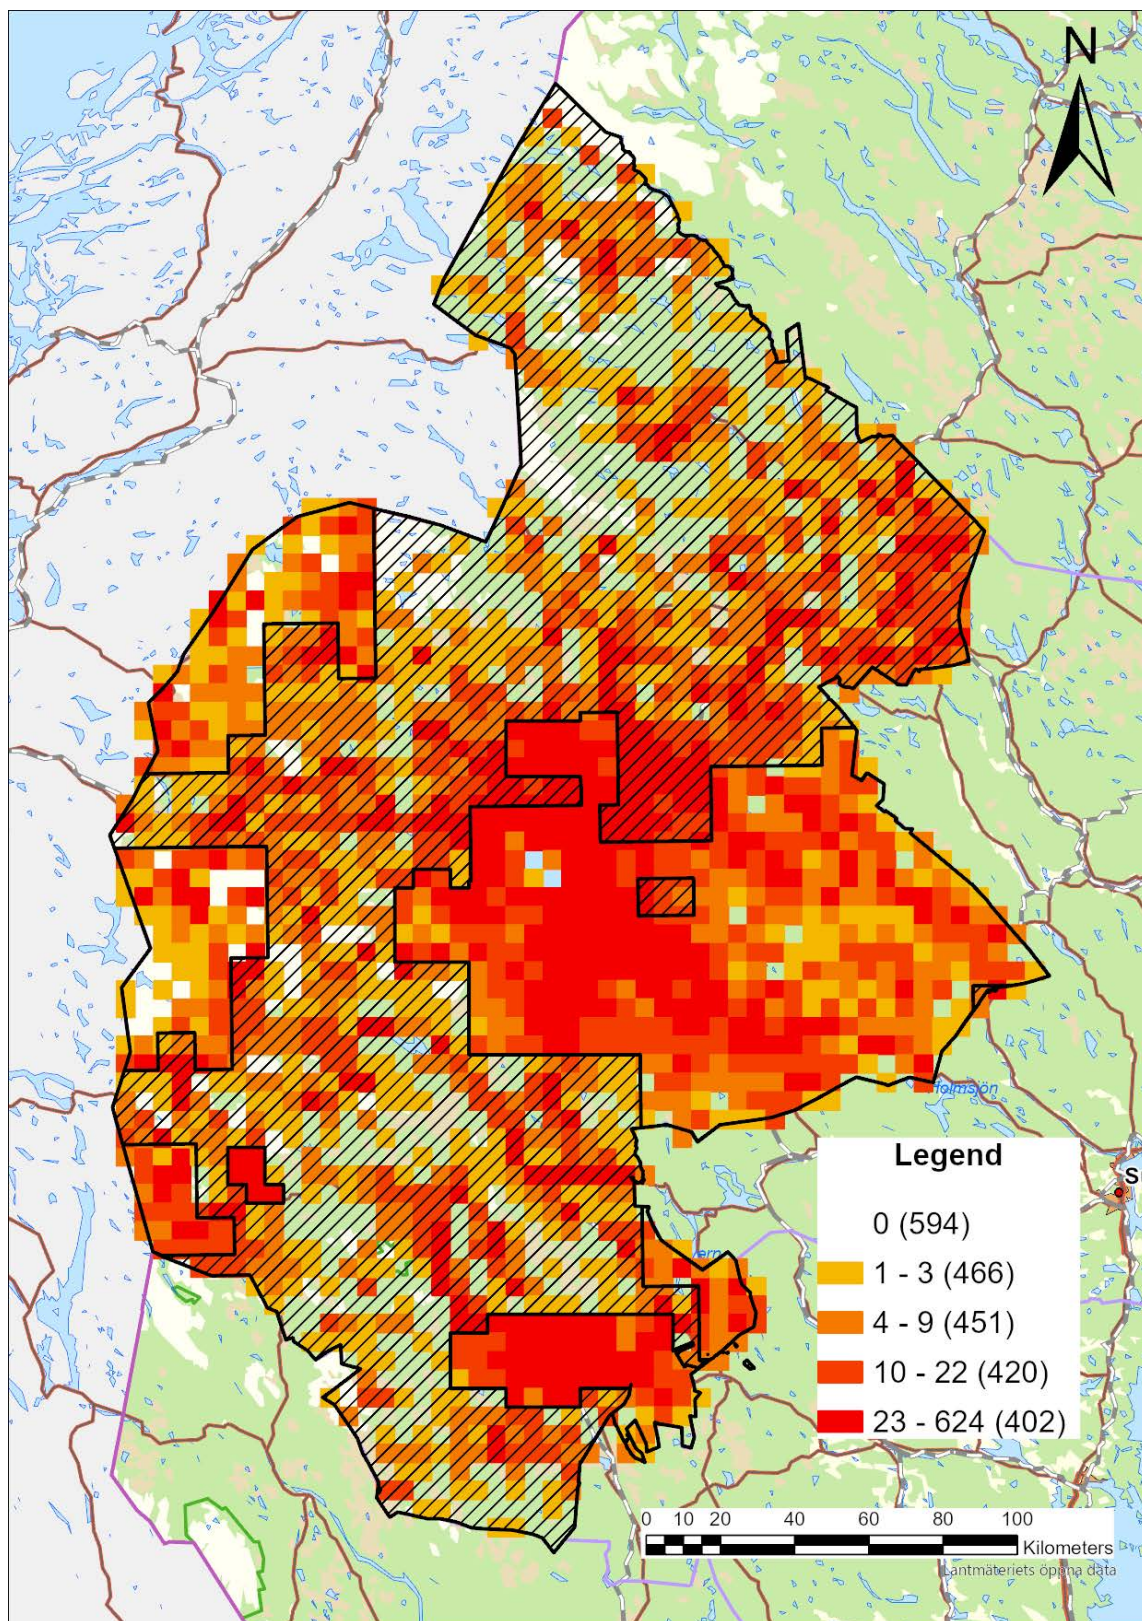 N
Holmsjön
Legend
0 (594)
1 - 3 (466)
4 - 9 (451)
10 - 22 (420)
23 - 624 (402)
0 10 20 40 60 80 100
Kilometers
Lantmäteriets öppna data